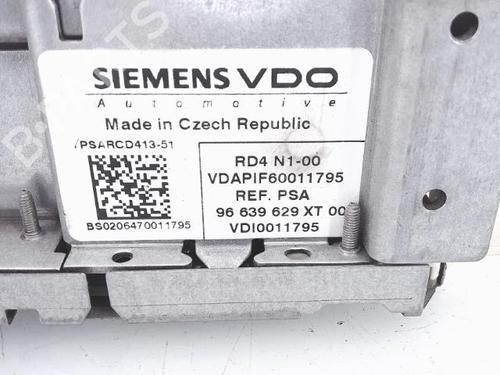 SIEMENS VDO
Automotive
Made in Czech Republic
/PSARCD413-51
BS0206470011795
RD4 N1-00
VDAPIF60011795
REF. PSA
96 639 629 XT 00
VDI0011795